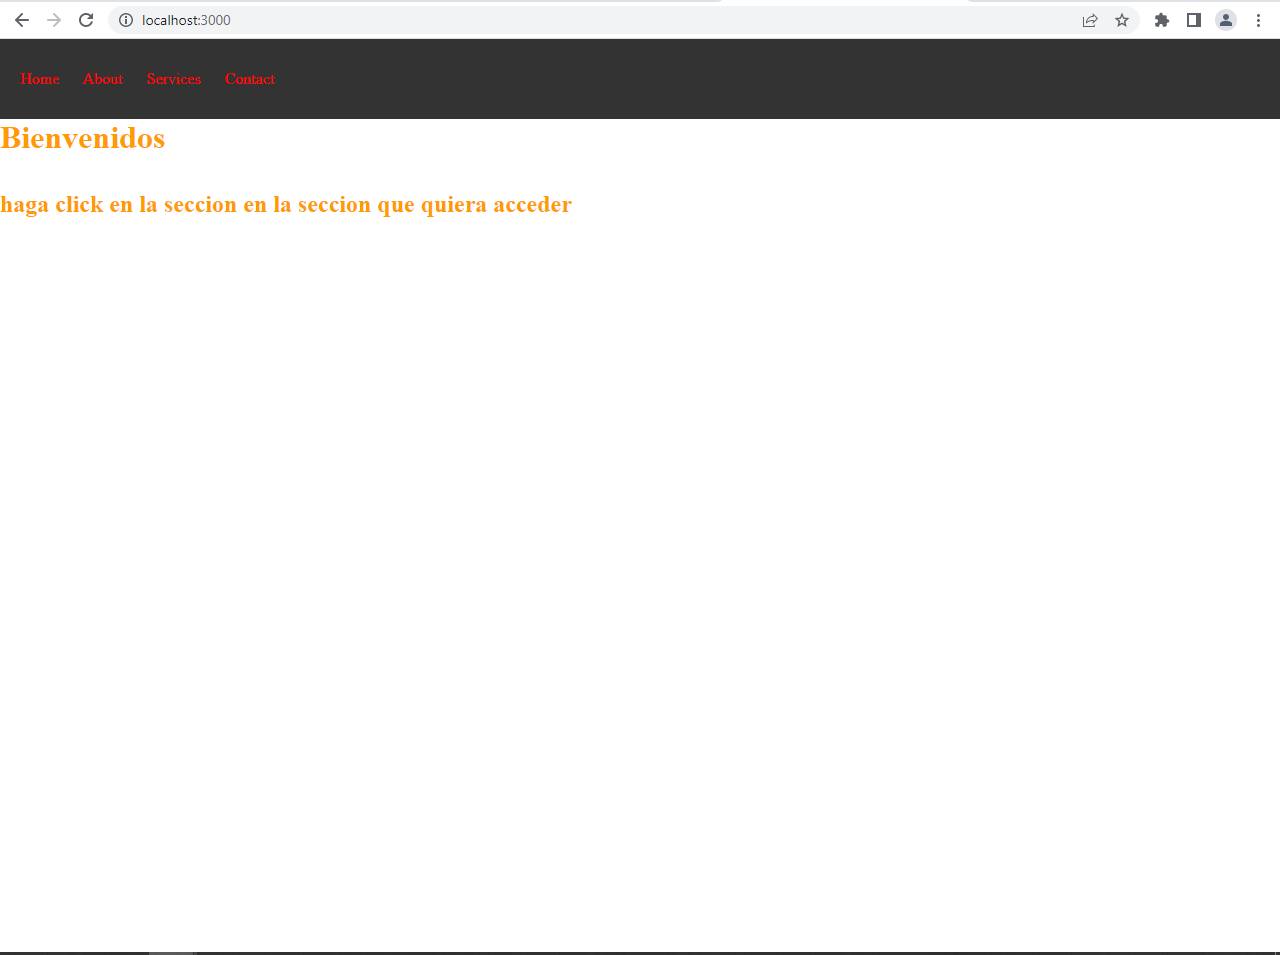 localhost:3000
Home About Services Contact
Bienvenidos
haga click en la seccion en la seccion que quiera acceder